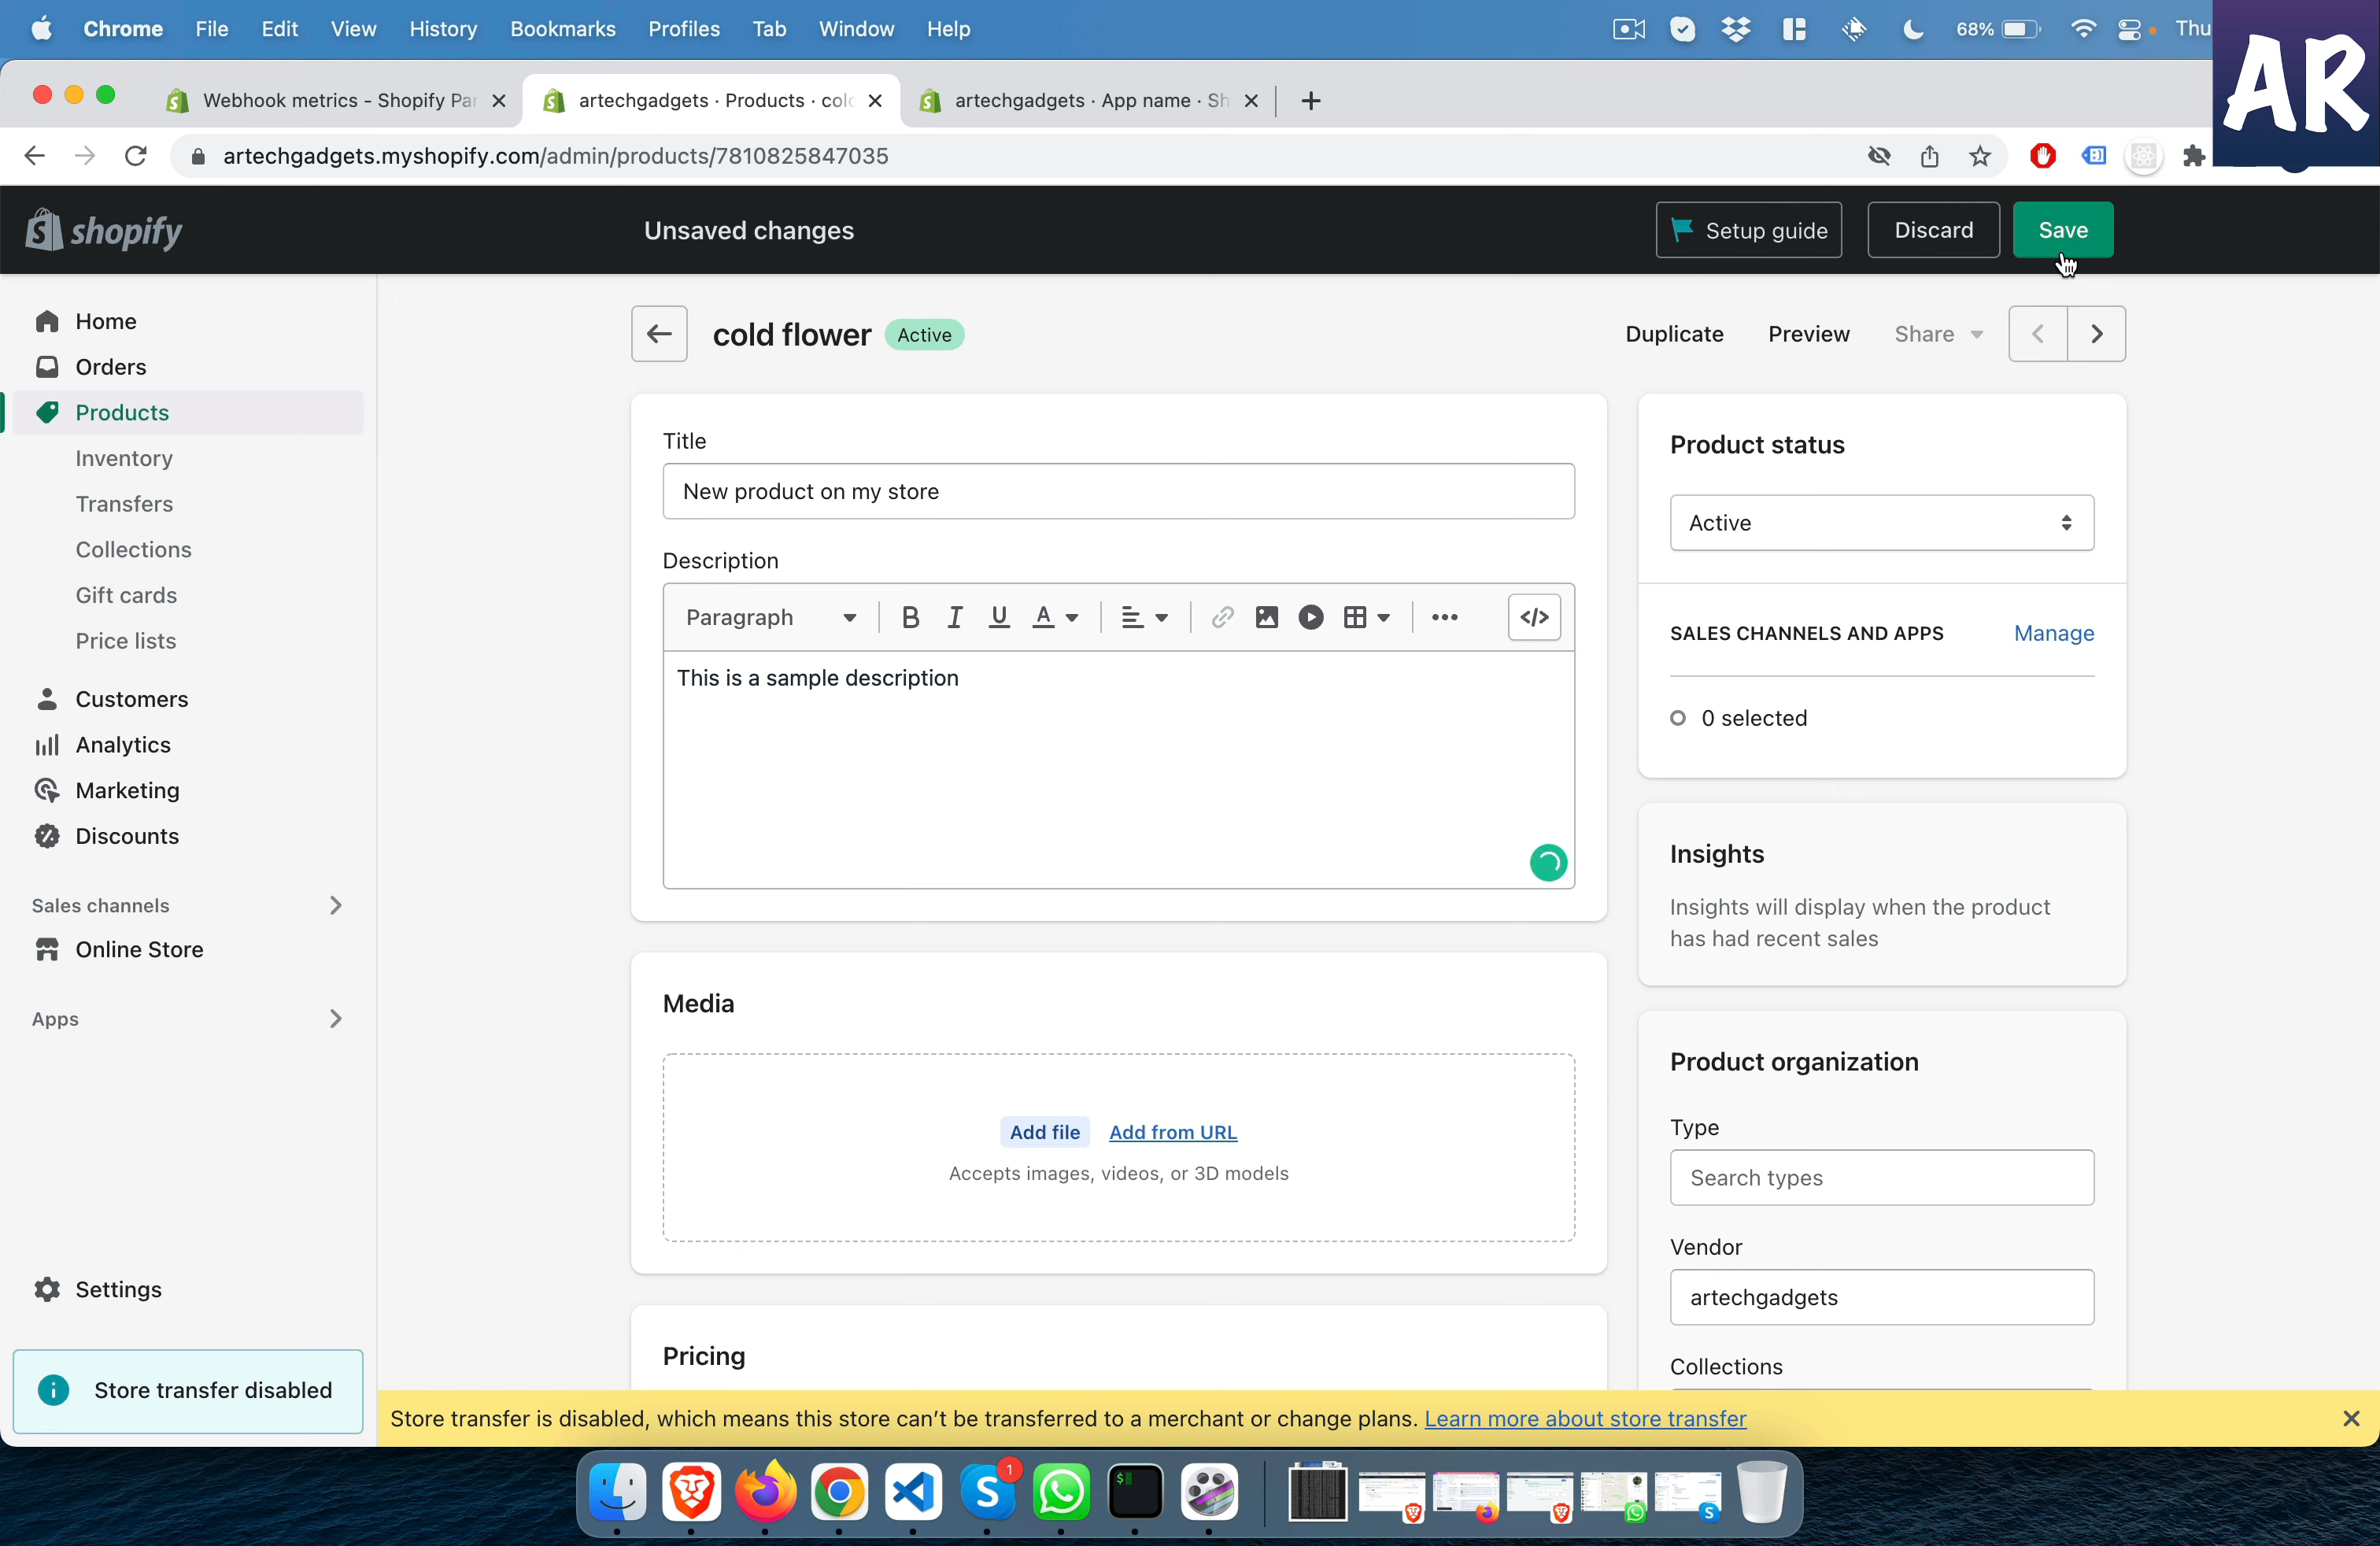 Chrome File Edit View History Bookmarks Profiles Tab Window Help 68% Thu
AR
Webhook metrics - Shopify Par
artechgadgets · Products · colc
artechgadgets · App name · Sh
artechgadgets.myshopify.com/admin/products/7810825847035
shopify
Unsaved changes
Setup guide
Discard
Save
Home
Orders
Products
Inventory
Transfers
Collections
Gift cards
Price lists
Customers
Analytics
Marketing
Discounts
Sales channels
Online Store
Apps
Settings
Store transfer disabled
cold flower Active
Duplicate Preview Share
Title
New product on my store
Description
Paragraph B I U A </>
This is a sample description
Media
Add file Add from URL
Accepts images, videos, or 3D models
Pricing
Product status
Active
SALES CHANNELS AND APPS Manage
0 selected
Insights
Insights will display when the product
has had recent sales
Product organization
Type
Search types
Vendor
artechgadgets
Collections
Store transfer is disabled, which means this store can't be transferred to a merchant or change plans. Learn more about store transfer
1